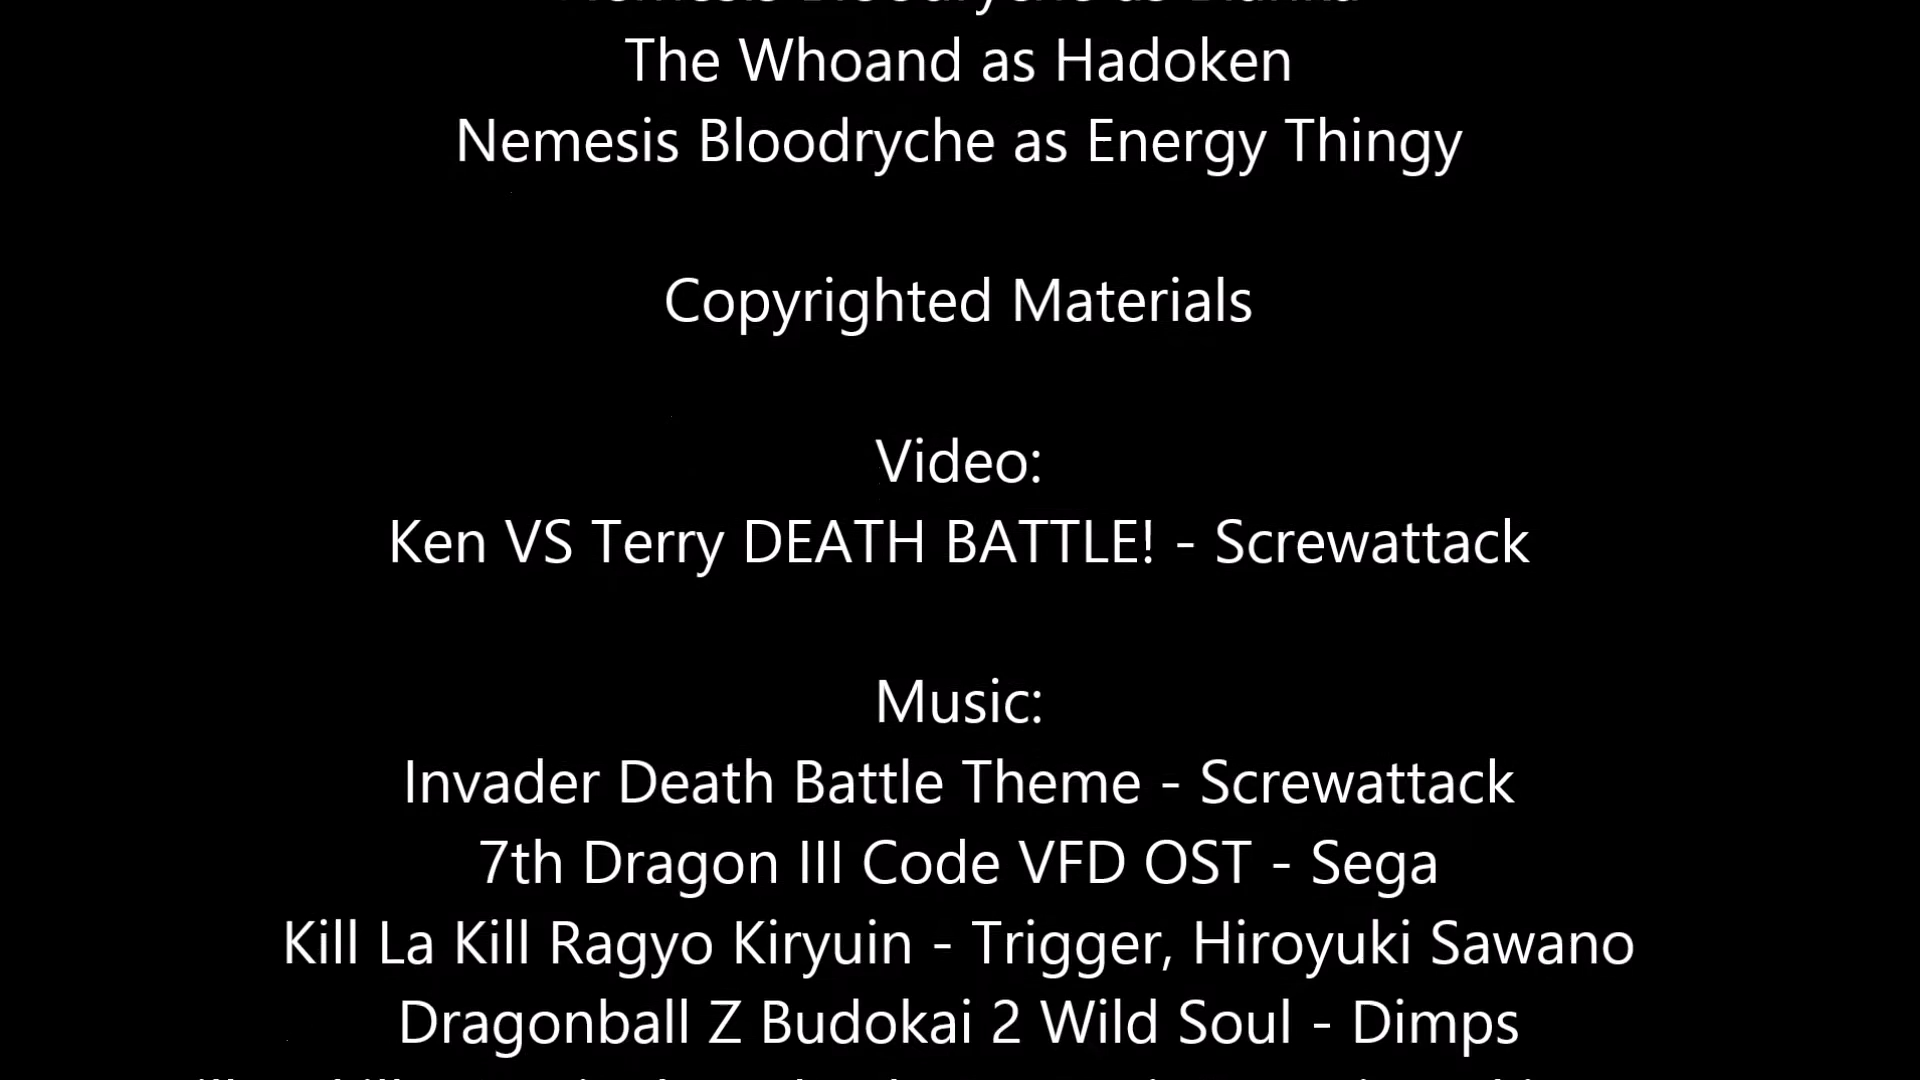 The Whoand as Hadoken
Nemesis Bloodryche as Energy Thingy
Copyrighted Materials
Video:
Ken VS Terry DEATH BATTLE! - Screwattack
Music:
Invader Death Battle Theme - Screwattack
7th Dragon III Code VFD OST - Sega
Kill La Kill Ragyo Kiryuin - Trigger, Hiroyuki Sawano
Dragonball Z Budokai 2 Wild Soul - Dimps